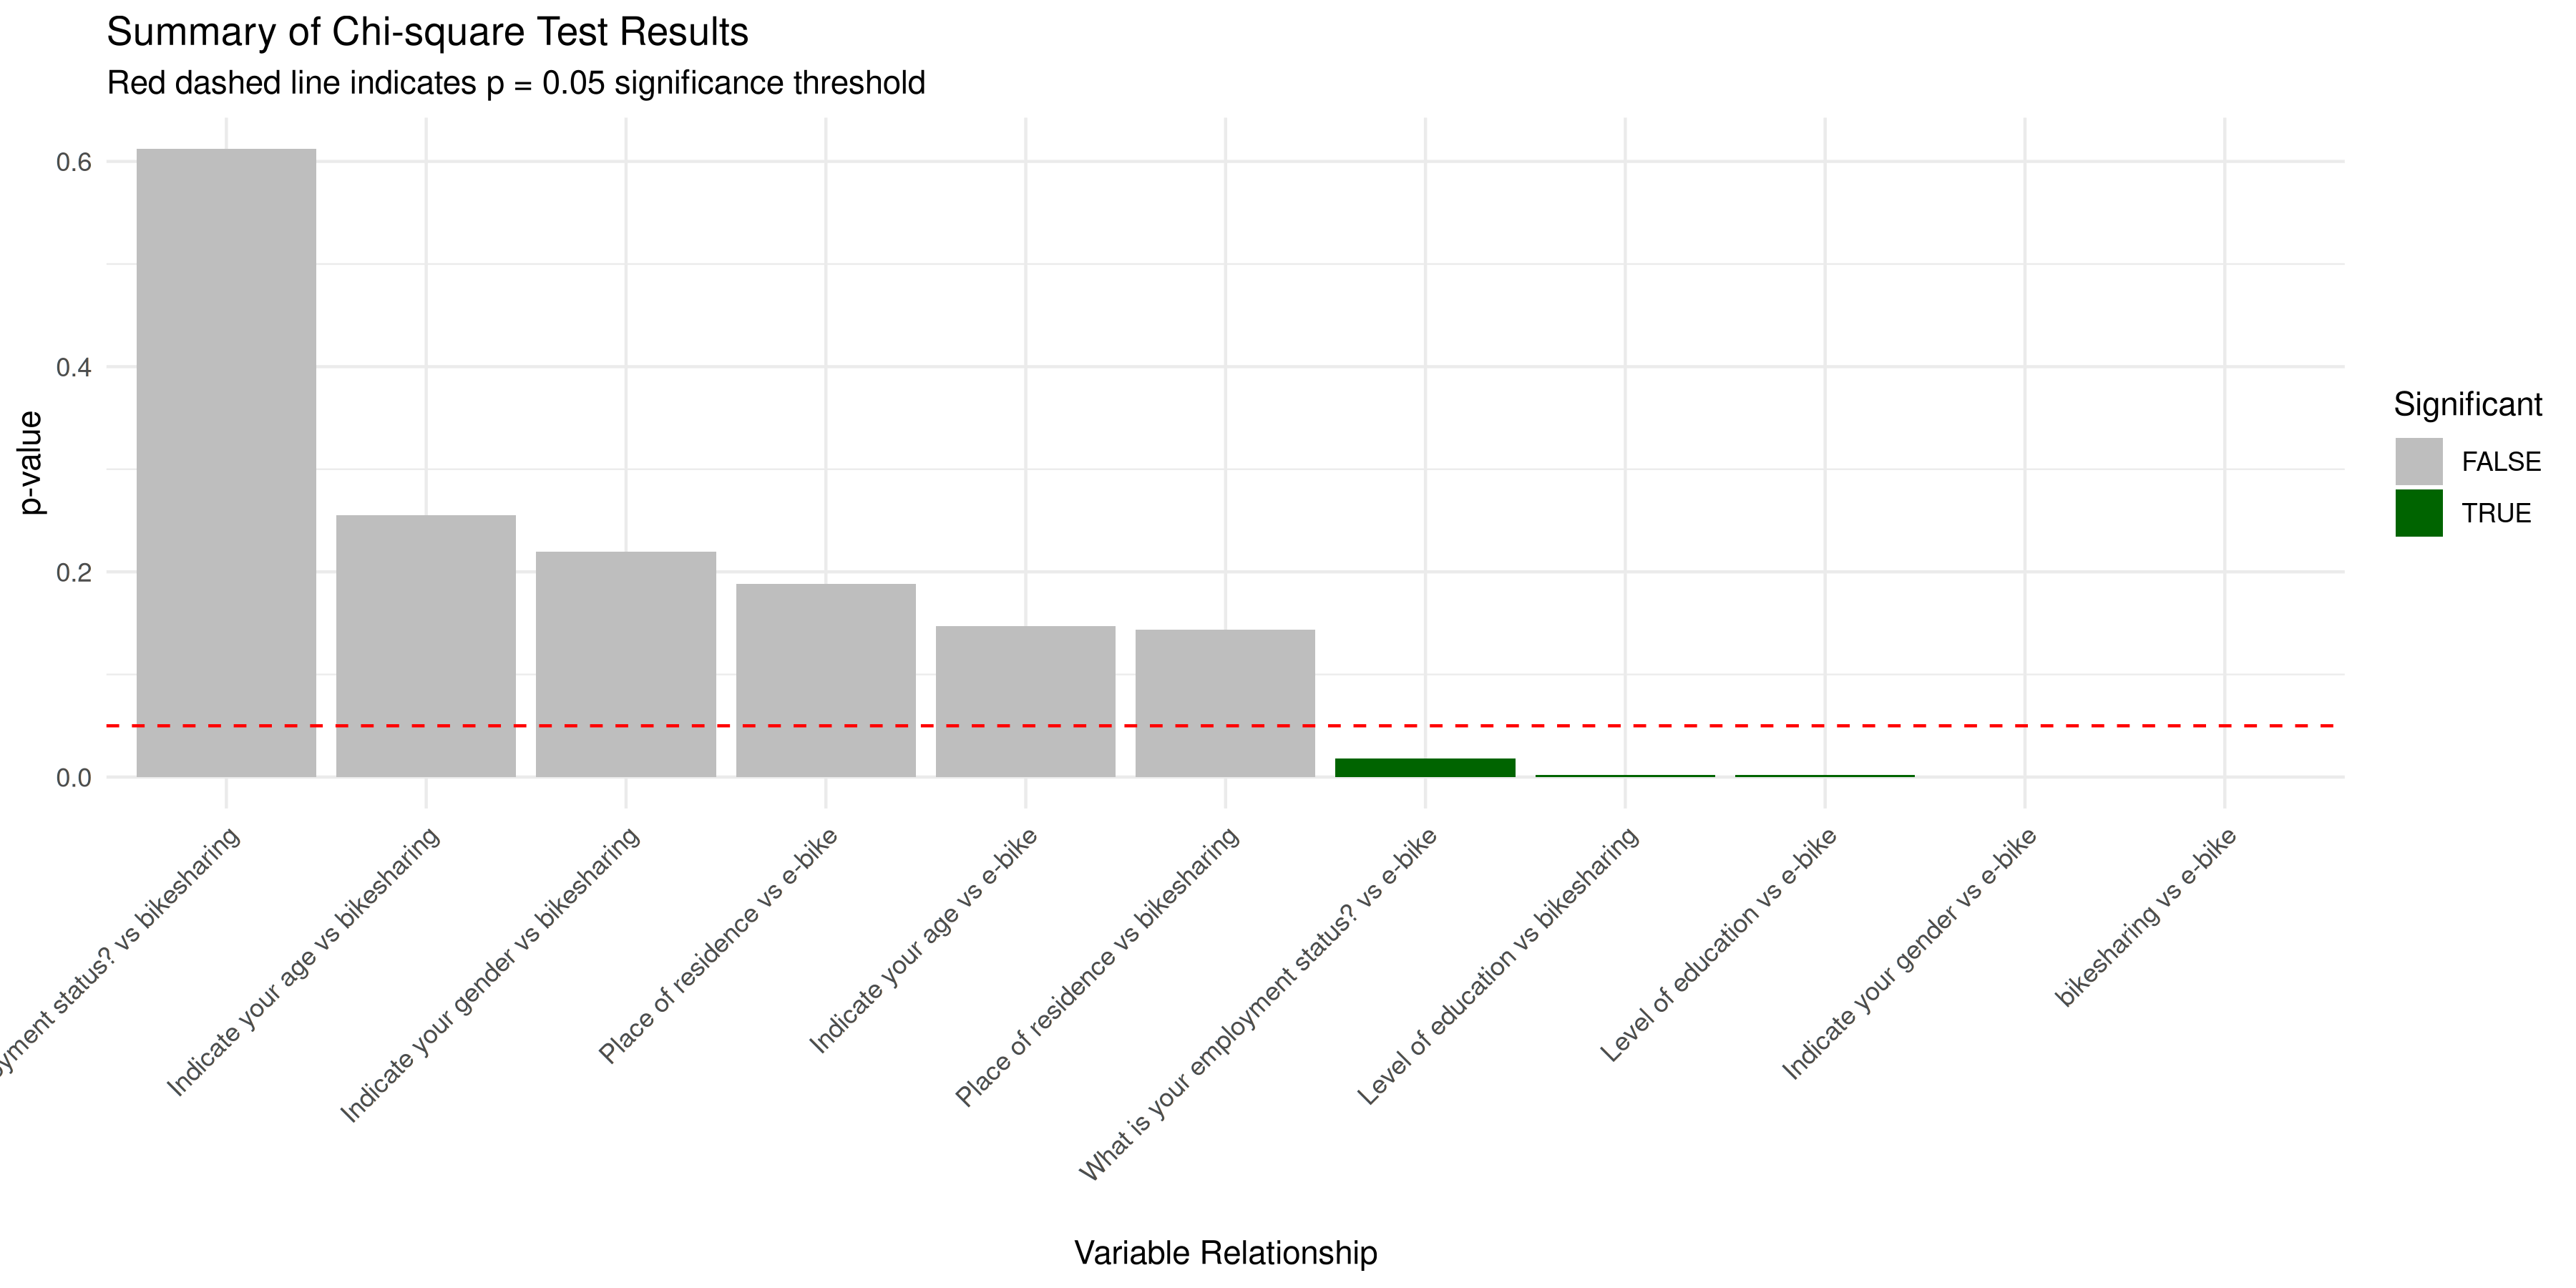 Summary of Chi-square Test Results
Red dashed line indicates p = 0.05 significance threshold
p-value
0.6
0.4
0.2
0.0
status? vs bikesharing
Indicate your age vs bikesharing
Indicate your gender vs bikesharing
Place of residence vs e-bike
Indicate your age vs e-bike
Place of residence vs bikesharing
What is your employment status? vs e-bike
Level of education vs bikesharing
Level of education vs e-bike
Indicate your gender vs e-bike
bikesharing vs e-bike
Variable Relationship
Significant
FALSE
TRUE